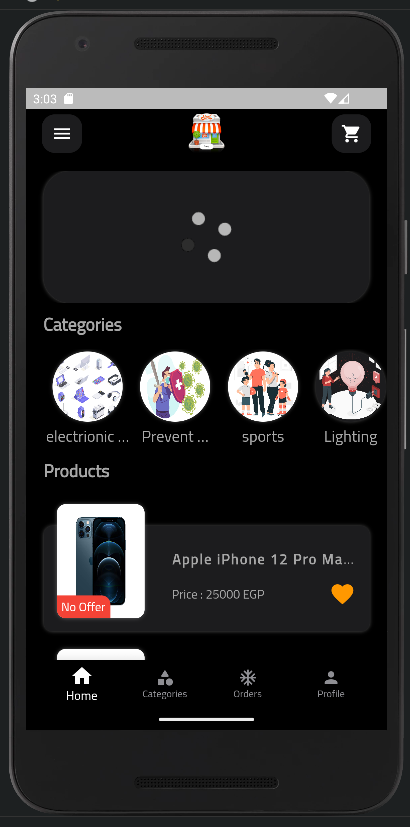 3:03
Categories
electrionic ...
Prevent ...
sports
Lighting
Products
Apple iPhone 12 Pro Ma...
Price : 25000 EGP
No Offer
Home
Categories
Orders
Profile